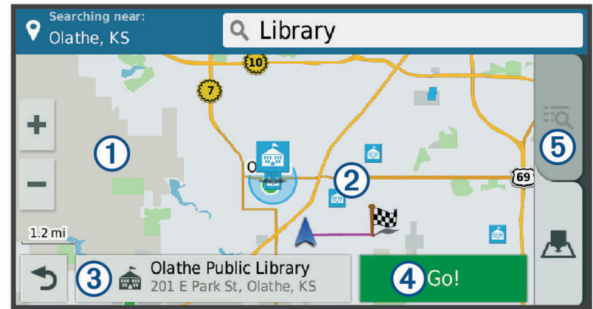 Searching near:
Olathe, KS
Library
10
7
+
1
O
2
5
69
-
1.2 mi
3
Olathe Public Library
201 E Park St, Olathe, KS
4
Go!